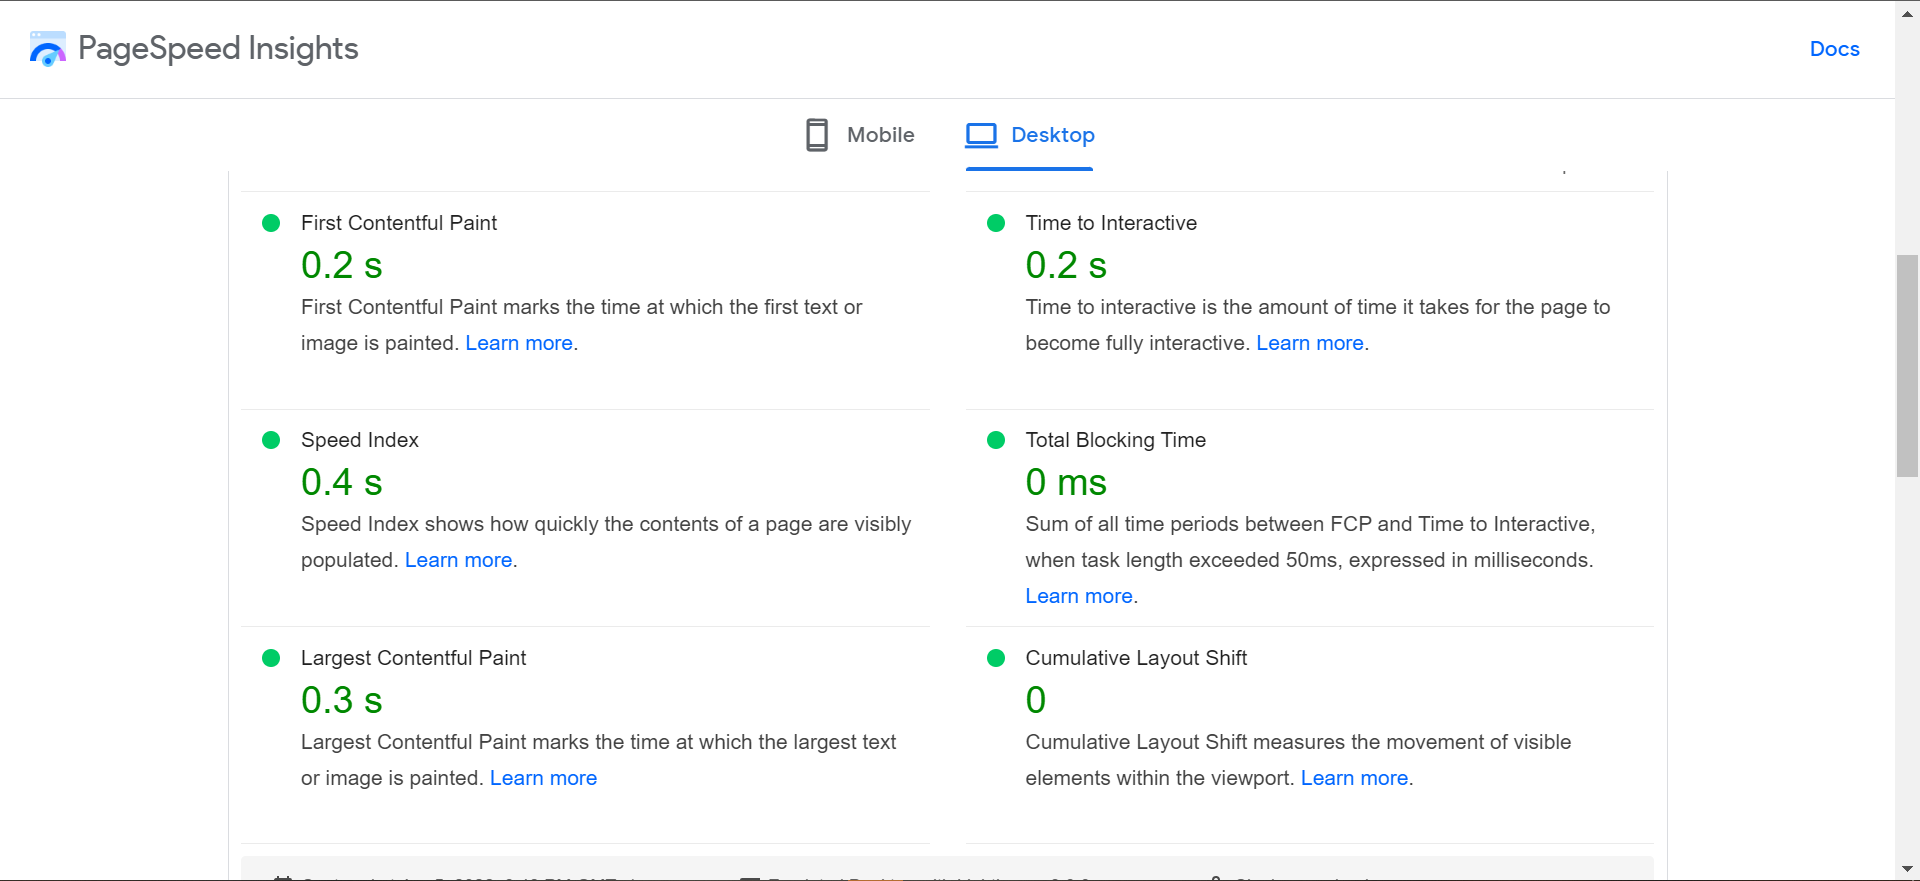 PageSpeed Insights
Docs
Mobile
Desktop
First Contentful Paint
0.2 s
First Contentful Paint marks the time at which the first text or
image is painted. Learn more.
Time to Interactive
0.2 s
Time to interactive is the amount of time it takes for the page to
become fully interactive. Learn more.
Speed Index
0.4 s
Speed Index shows how quickly the contents of a page are visibly
populated. Learn more.
Total Blocking Time
0 ms
Sum of all time periods between FCP and Time to Interactive,
when task length exceeded 50ms, expressed in milliseconds.
Learn more.
Largest Contentful Paint
0.3 s
Largest Contentful Paint marks the time at which the largest text
or image is painted. Learn more
Cumulative Layout Shift
0
Cumulative Layout Shift measures the movement of visible
elements within the viewport. Learn more.